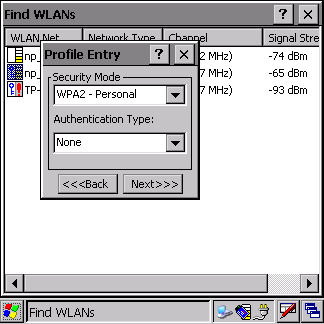 Find WLANs ? ×
WLAN Net Network Type Channel Signal Stre
Profile Entry ? ×
np_ 2 MHz) -74 dBm
Security Mode
np_ 7 MHz) -65 dBm
WPA2 - Personal
TP- 7 MHz) -93 dBm
Authentication Type:
None
<<<Back Next>>>
Find WLANs